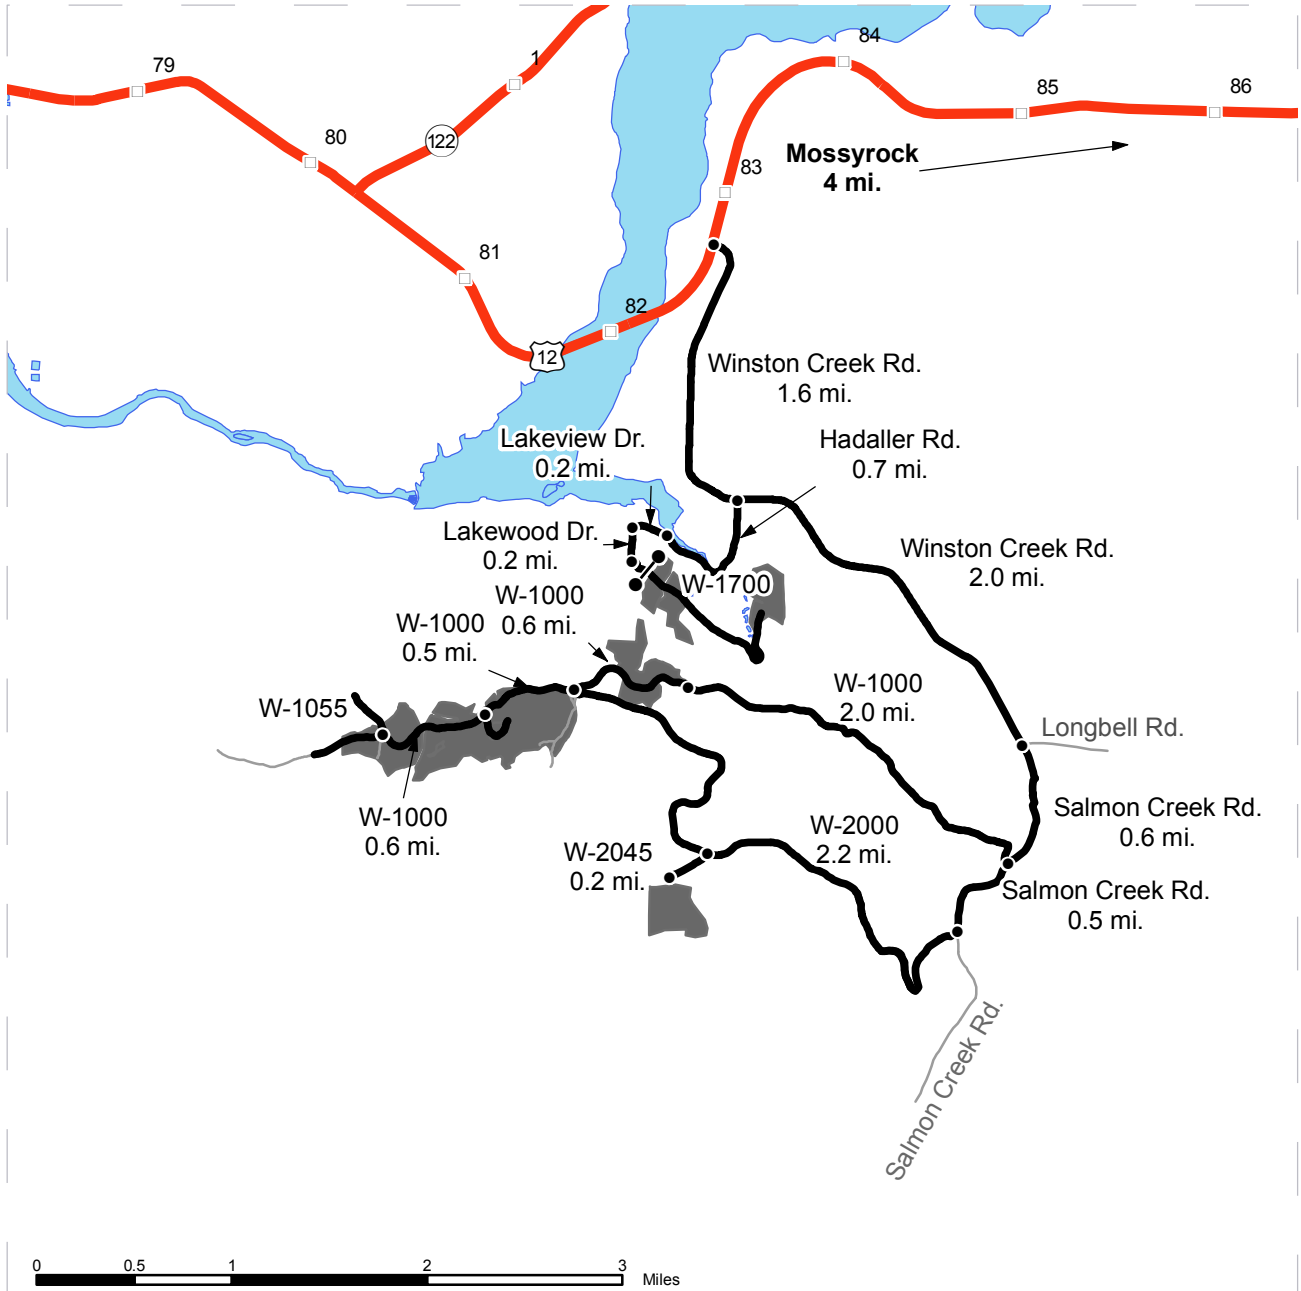 84
1
79
85
86
80
122
Mossyrock
4 mi.
83
81
82
12
Winston Creek Rd.
1.6 mi.
Lakeview Dr.
0.2 mi.
Hadaller Rd.
0.7 mi.
Lakewood Dr.
0.2 mi.
Winston Creek Rd.
2.0 mi.
W-1700
W-1000
0.6 mi.
W-1000
0.5 mi.
W-1000
2.0 mi.
W-1055
Longbell Rd.
W-1000
0.6 mi.
Salmon Creek Rd.
0.6 mi.
W-2000
2.2 mi.
W-2045
0.2 mi.
Salmon Creek Rd.
0.5 mi.
Salmon Creek Rd.
0 0.5 1 2 3
Miles